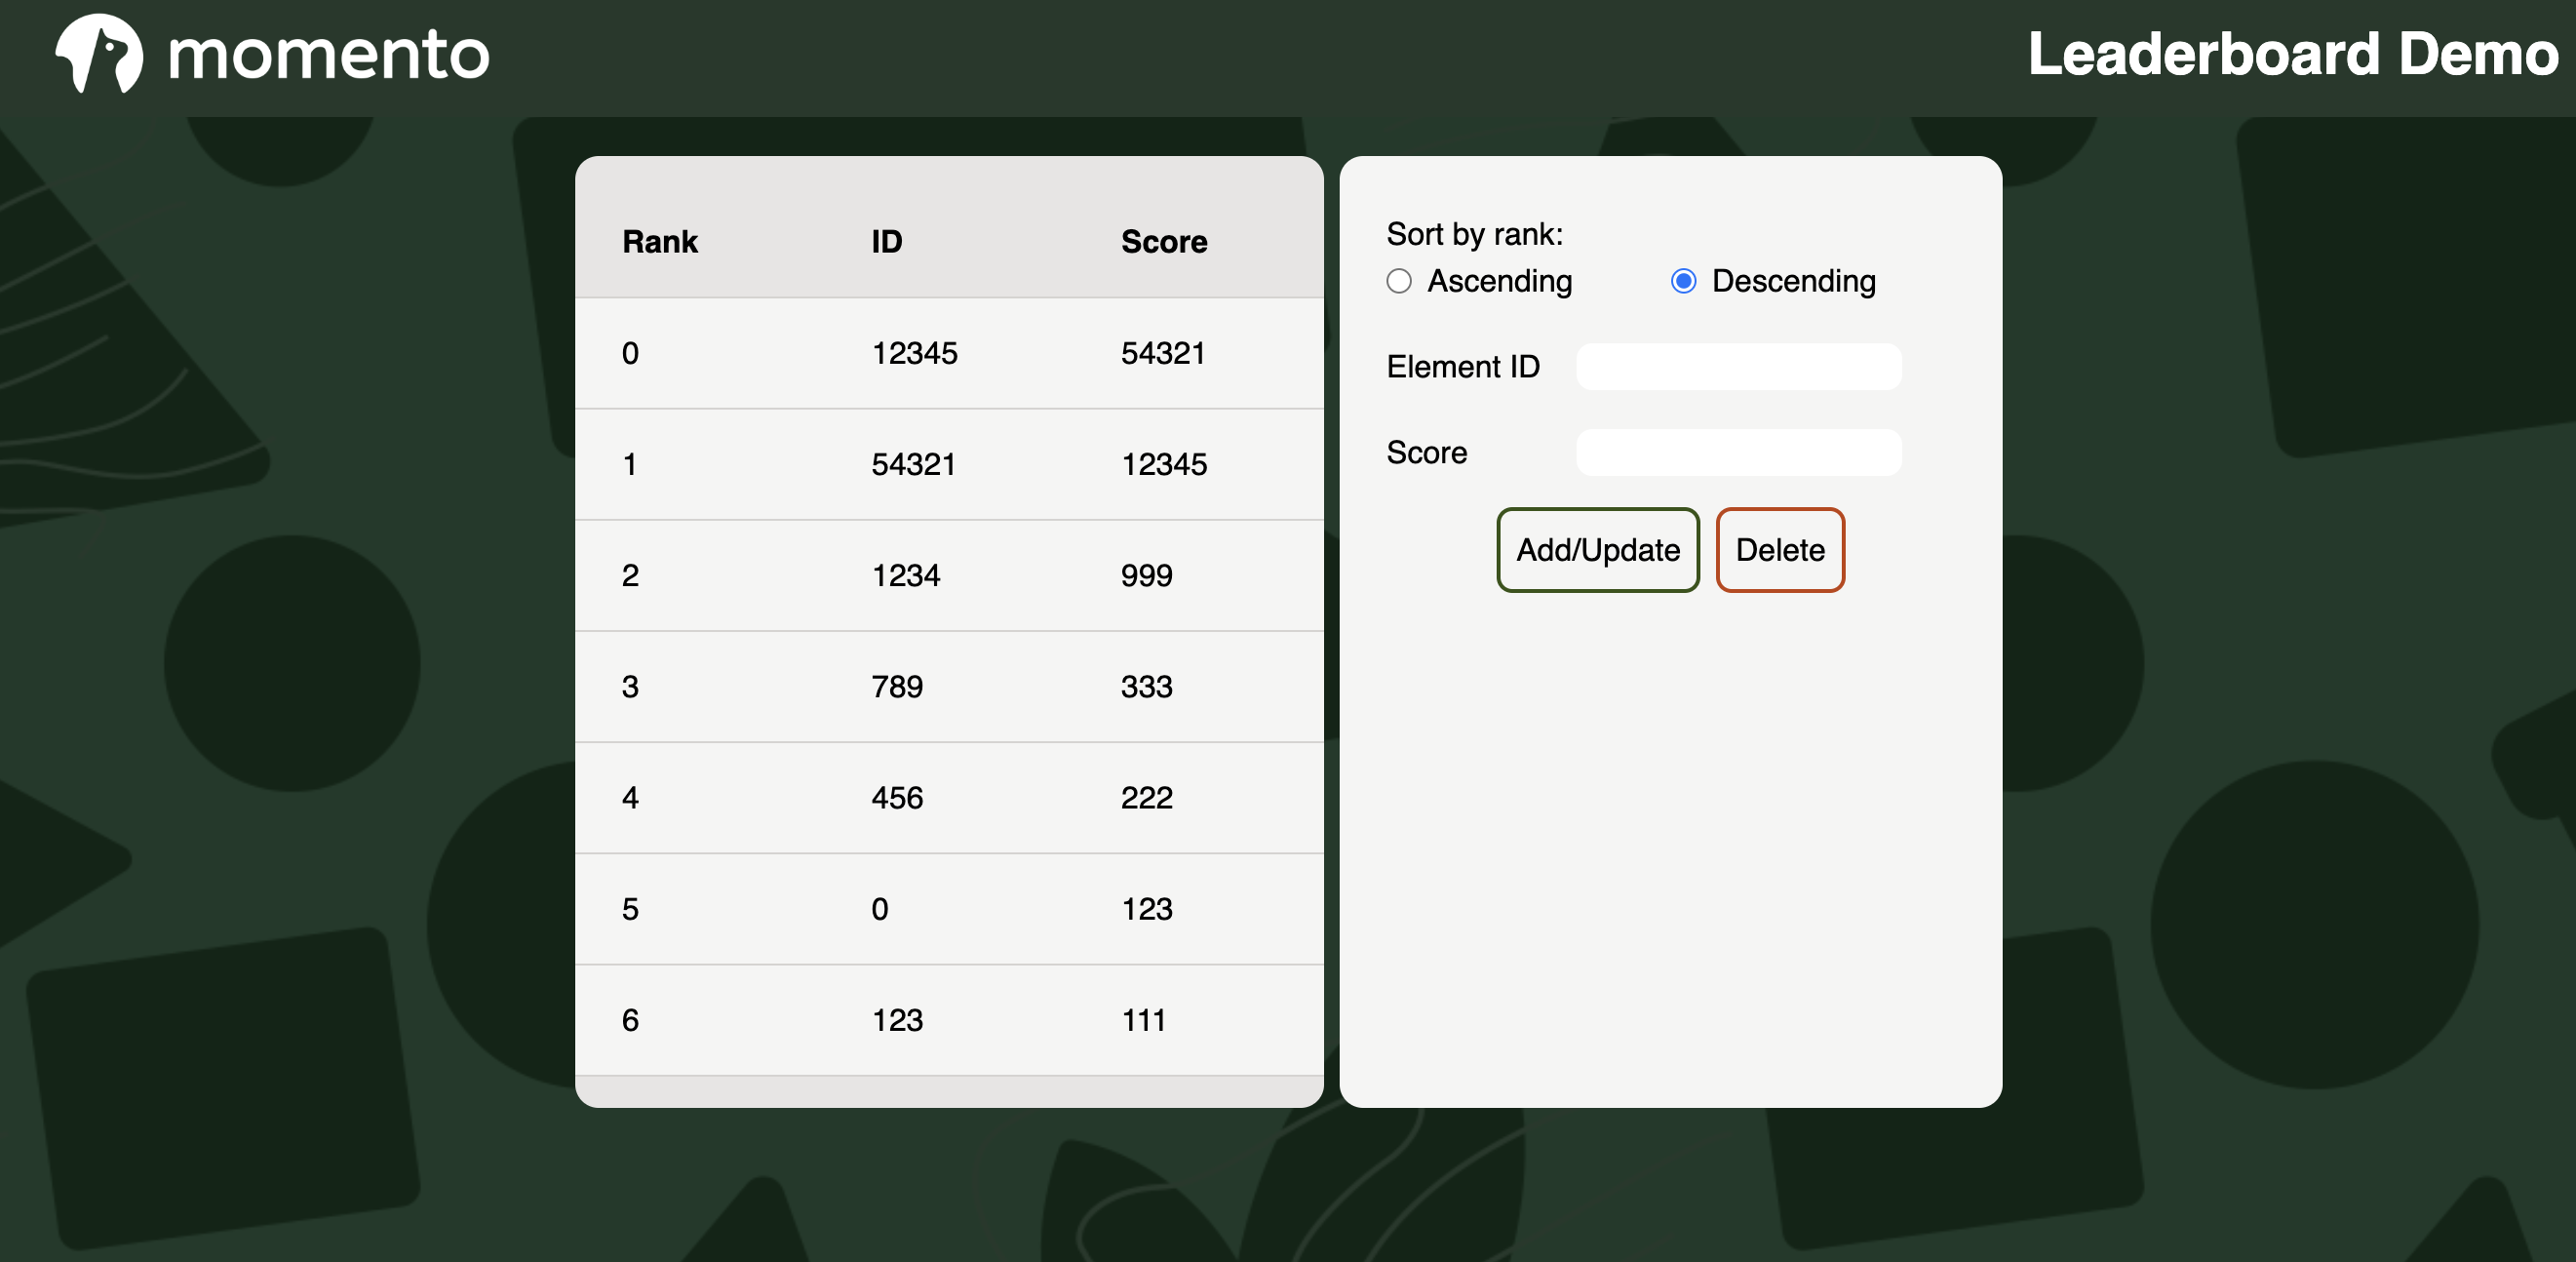 momento
Leaderboard Demo
Rank ID Score
0 12345 54321
1 54321 12345
2 1234 999
3 789 333
4 456 222
5 0 123
6 123 111
Sort by rank:
Ascending Descending
Element ID
Score
Add/Update Delete